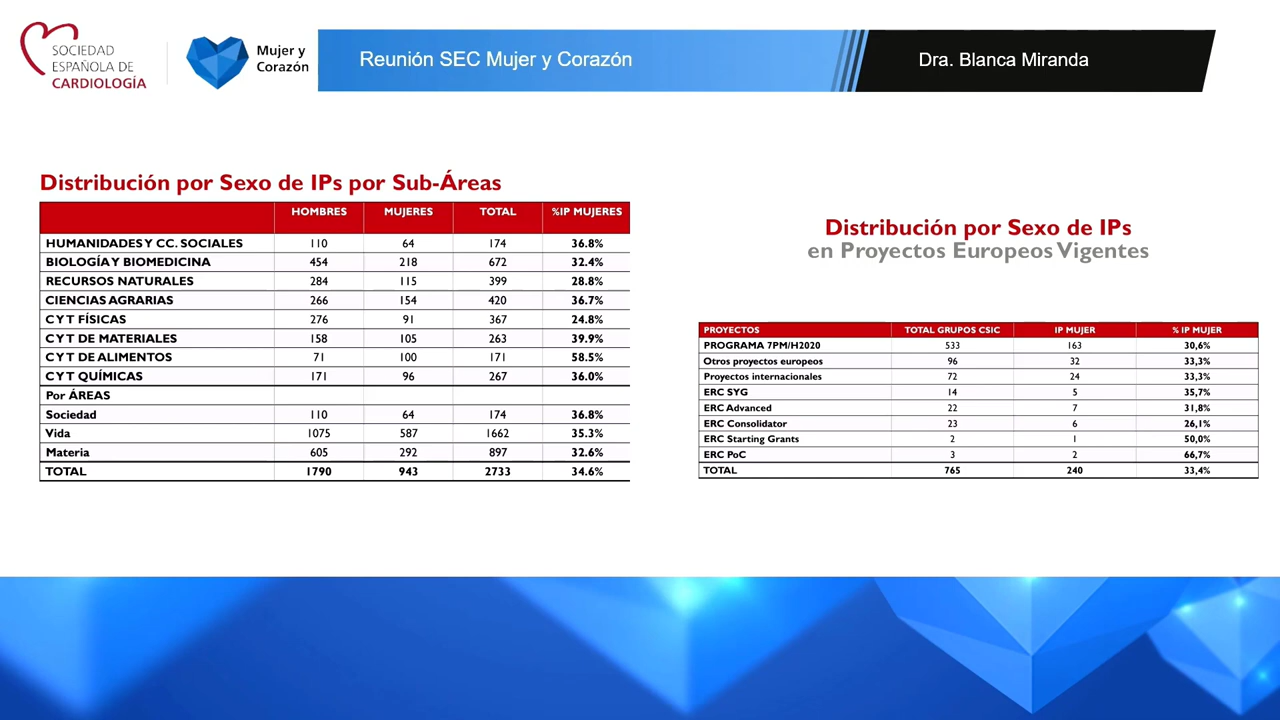 SOCIEDAD
ESPAÑOLA DE
CARDIOLOGÍA
Mujer y
Corazón
Reunión SEC Mujer y Corazón
Dra. Blanca Miranda
Distribución por Sexo de IPs por Sub-Áreas
HOMBRES MUJERES TOTAL %IP MUJERES
HUMANIDADES Y CC. SOCIALES 110 64 174 36.8%
BIOLOGÍA Y BIOMEDICINA 454 218 672 32.4%
RECURSOS NATURALES 284 115 399 28.8%
CIENCIAS AGRARIAS 266 154 420 36.7%
C Y T FÍSICAS 276 91 367 24.8%
C Y T DE MATERIALES 158 105 263 39.9%
C Y T DE ALIMENTOS 71 100 171 58.5%
C Y T QUÍMICAS 171 96 267 36.0%
Por ÁREAS
Sociedad 110 64 174 36.8%
Vida 1075 587 1662 35.3%
Materia 605 292 897 32.6%
TOTAL 1790 943 2733 34.6%
Distribución por Sexo de IPs
en Proyectos Europeos Vigentes
PROYECTOS TOTAL GRUPOS CSIC IP MUJER % IP MUJER
PROGRAMA 7PM/H2020 533 163 30,6%
Otros proyectos europeos 96 32 33,3%
Proyectos internacionales 72 24 33,3%
ERC SYG 14 5 35,7%
ERC Advanced 22 7 31,8%
ERC Consolidator 23 6 26,1%
ERC Starting Grants 2 1 50,0%
ERC PoC 3 2 66,7%
TOTAL 765 240 33,4%